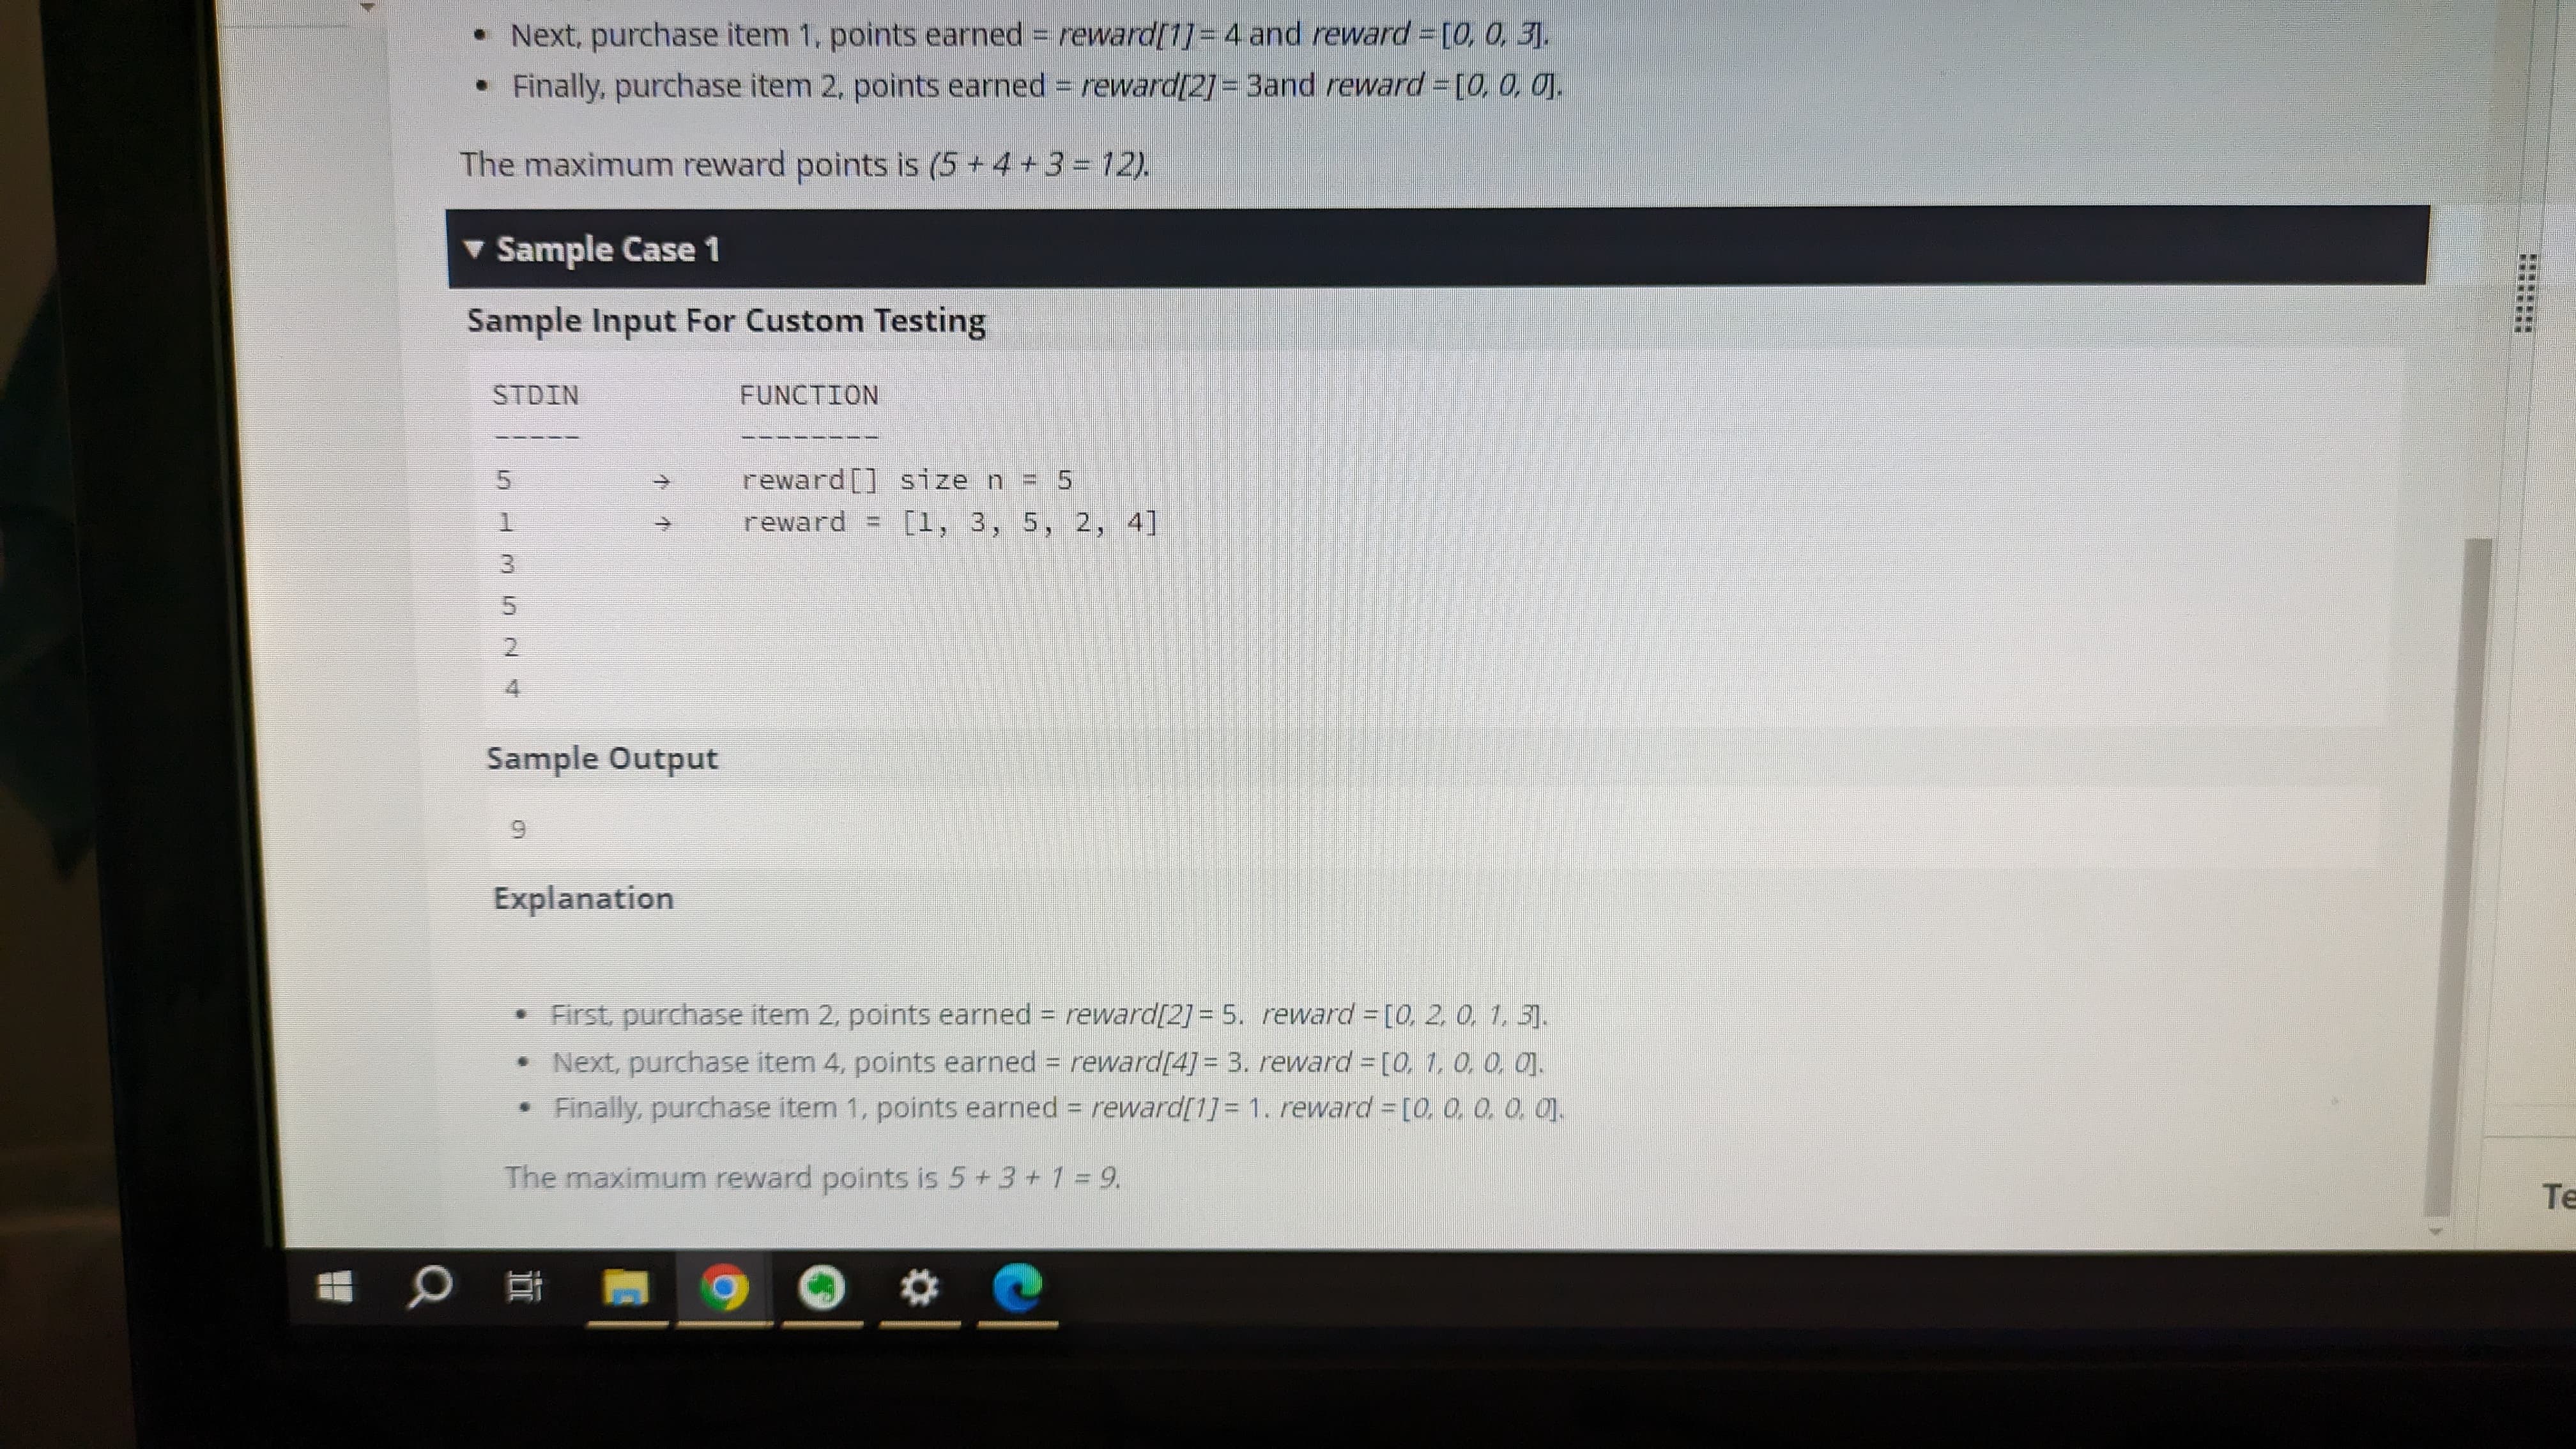 • Next, purchase item 1, points earned = reward[1] = 4 and reward = [0, 0, 3].
• Finally, purchase item 2, points earned = reward[2] = 3and reward = [0, 0, 0].
The maximum reward points is (5 + 4 + 3 = 12).
▼ Sample Case 1
Sample Input For Custom Testing
STDIN FUNCTION
----- --------
5 → reward[] size n = 5
1 → reward = [1, 3, 5, 2, 4]
3
5
2
4
Sample Output
9
Explanation
• First, purchase item 2, points earned = reward[2] = 5. reward = [0, 2, 0, 1, 3].
• Next, purchase item 4, points earned = reward[4] = 3. reward = [0, 1, 0, 0, 0].
• Finally, purchase item 1, points earned = reward[1] = 1. reward = [0, 0, 0, 0, 0].
The maximum reward points is 5 + 3 + 1 = 9.
Te